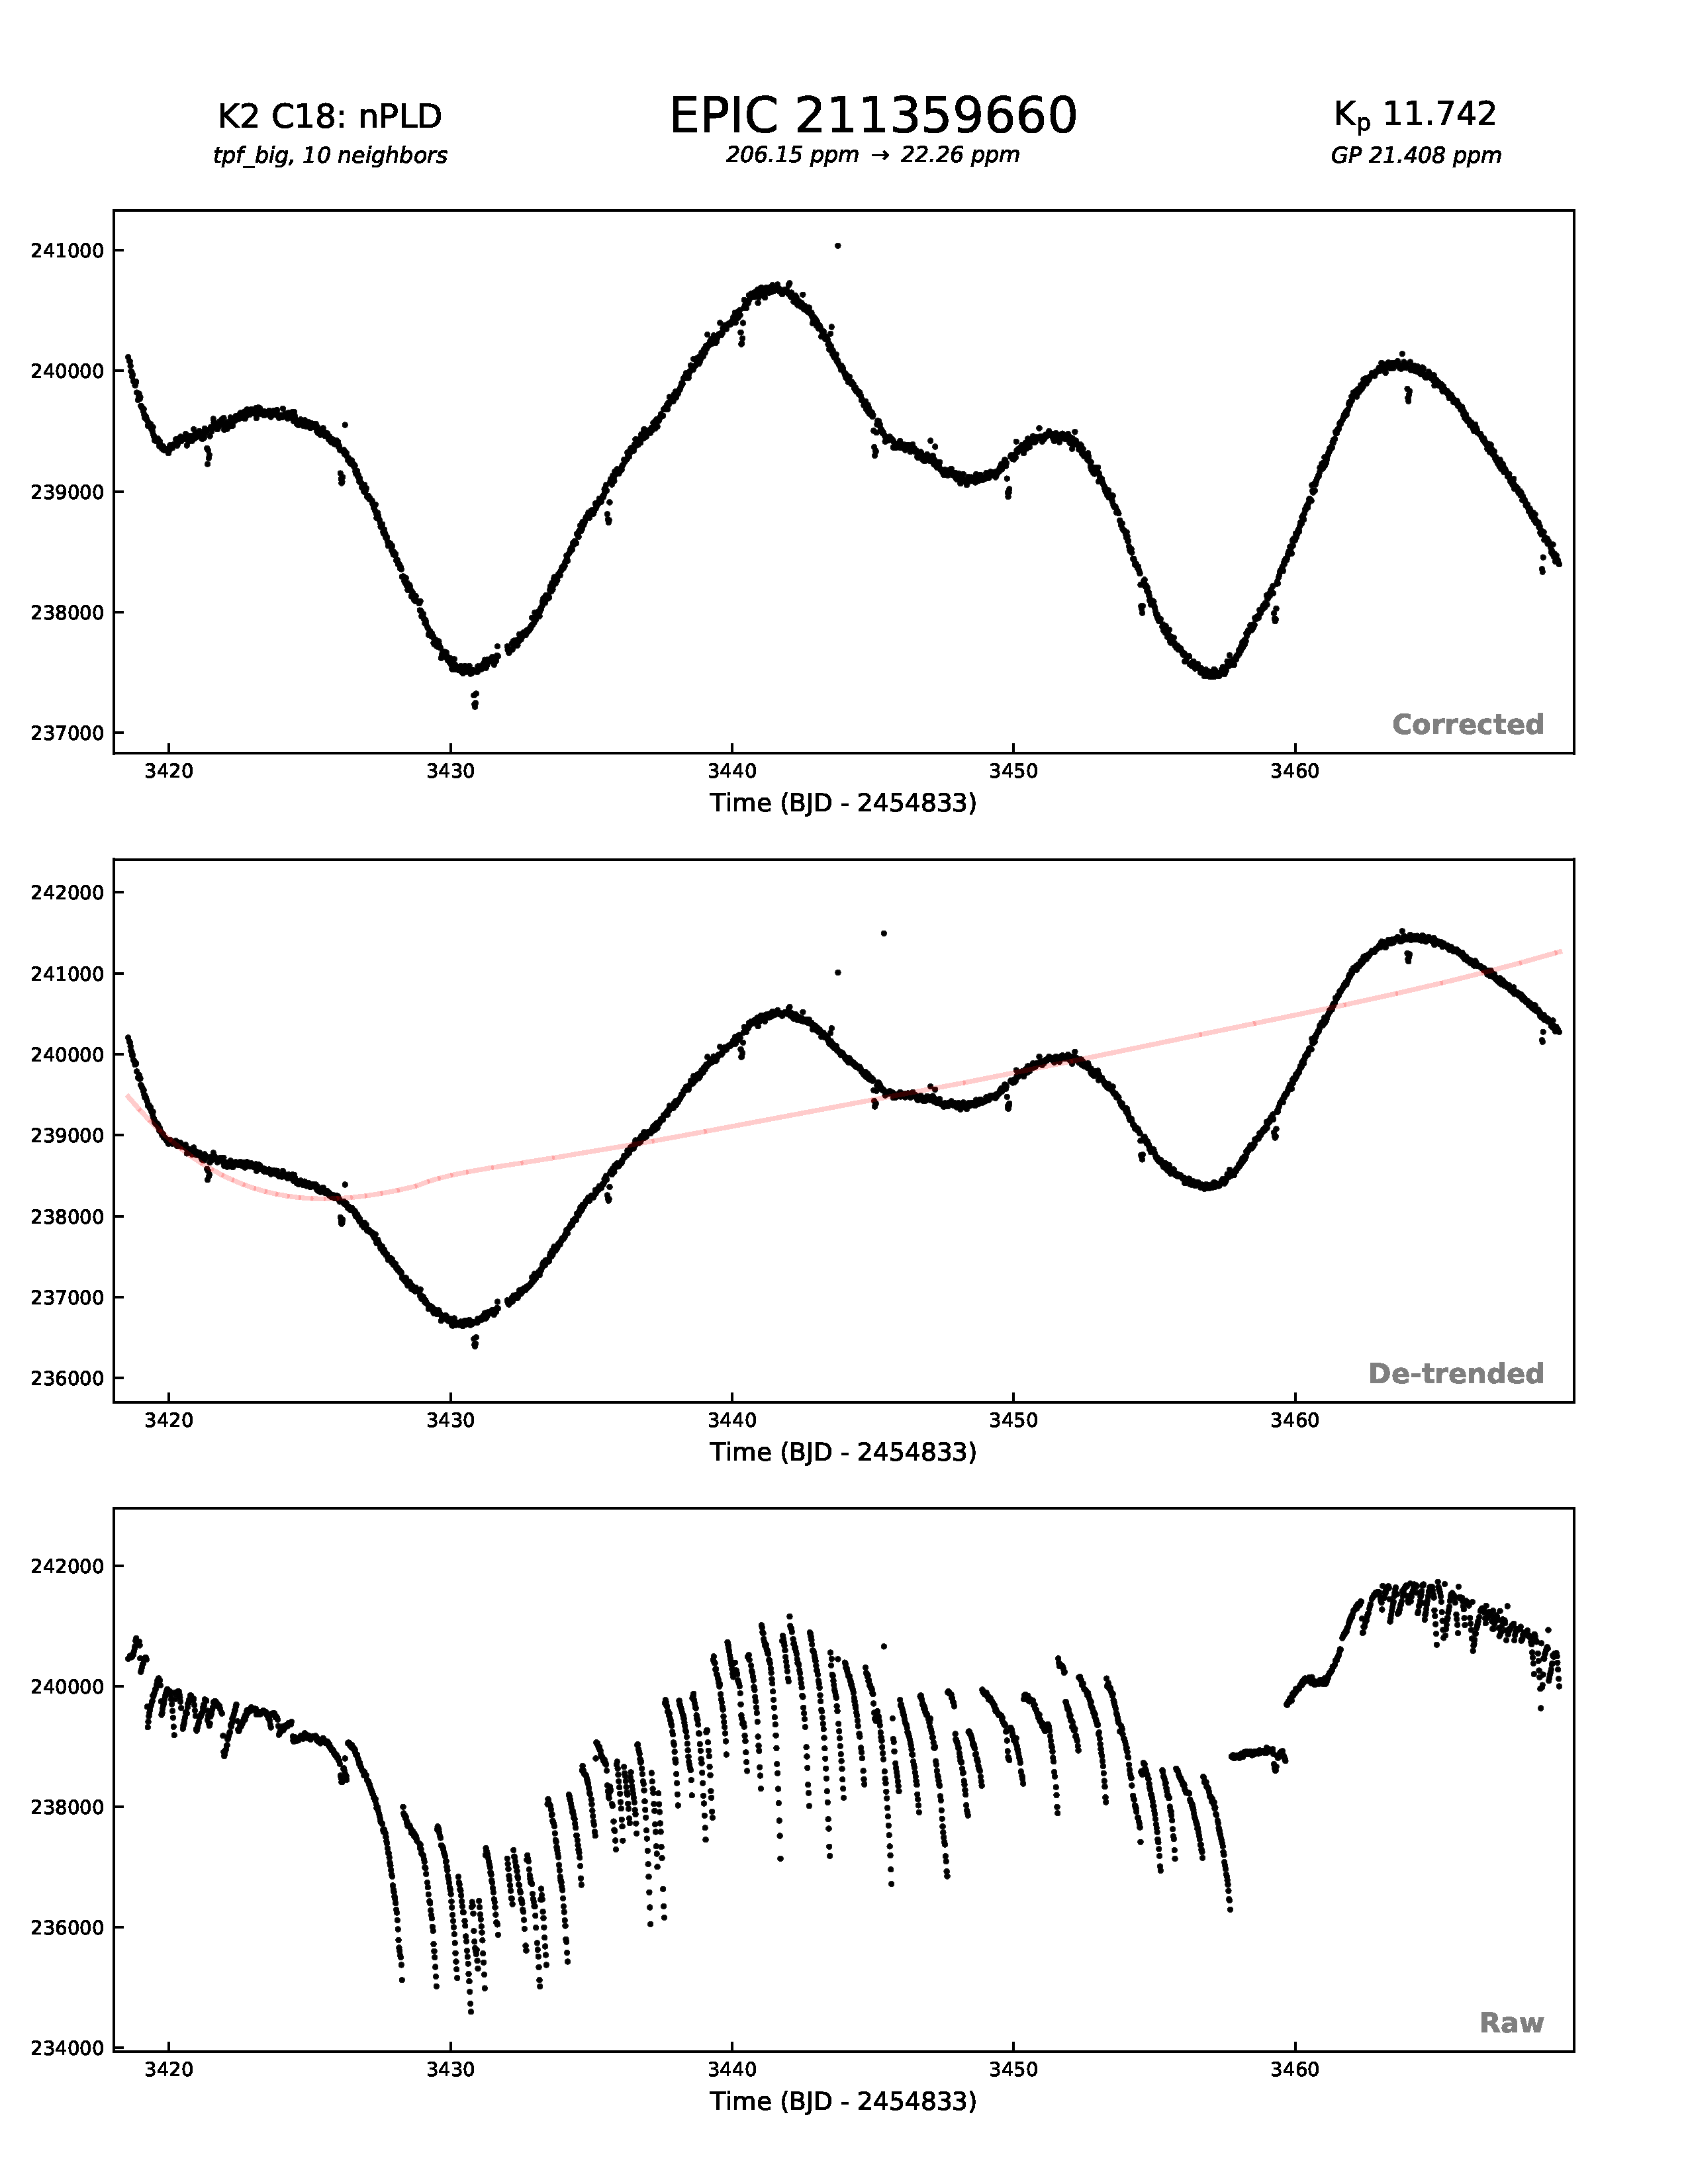 K2 C18: nPLD
EPIC 211359660
Kp 11.742
tpf_big, 10 neighbors
206.15 ppm → 22.26 ppm
GP 21.408 ppm
241000
240000
239000
238000
237000
Corrected
3420 3430 3440 3450 3460
Time (BJD - 2454833)
242000
241000
240000
239000
238000
237000
236000
De-trended
3420 3430 3440 3450 3460
Time (BJD - 2454833)
242000
240000
238000
236000
234000
Raw
3420 3430 3440 3450 3460
Time (BJD - 2454833)